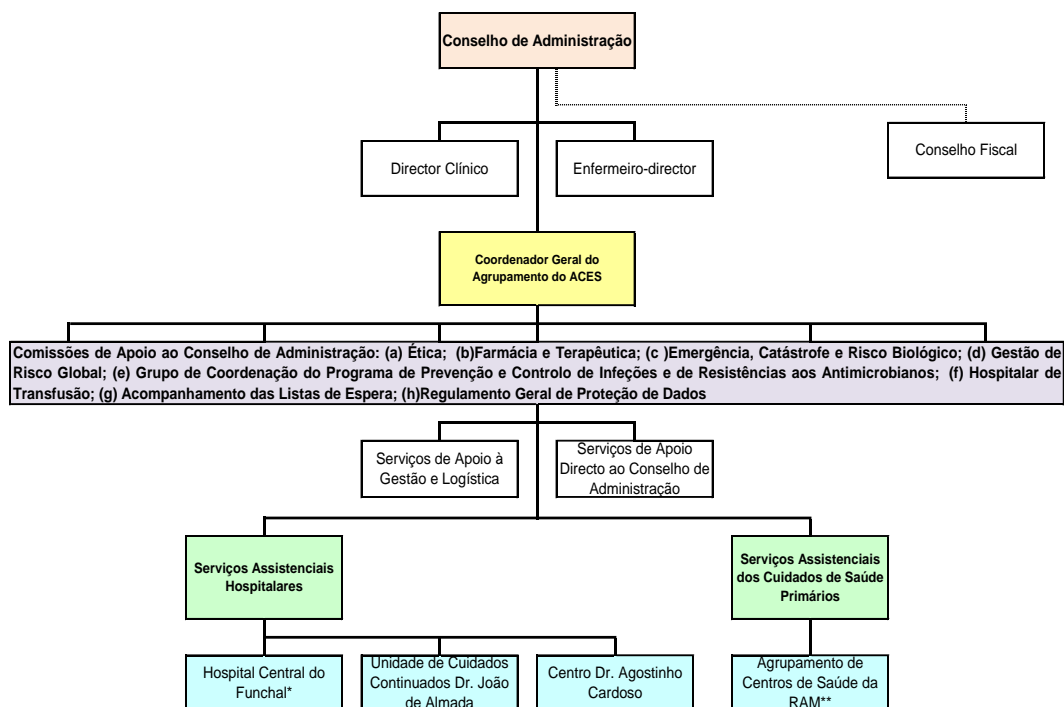 Conselho de Administração
Director Clínico
Enfermeiro-director
Conselho Fiscal
Coordenador Geral do
Agrupamento do ACES
Comissões de Apoio ao Conselho de Administração: (a) Ética; (b)Farmácia e Terapêutica; (c )Emergência, Catástrofe e Risco Biológico; (d) Gestão de
Risco Global; (e) Grupo de Coordenação do Programa de Prevenção e Controlo de Infeções e de Resistências aos Antimicrobianos; (f) Hospitalar de
Transfusão; (g) Acompanhamento das Listas de Espera; (h)Regulamento Geral de Proteção de Dados
Serviços de Apoio à
Gestão e Logística
Serviços de Apoio
Directo ao Conselho de
Administração
Serviços Assistenciais
Hospitalares
Serviços Assistenciais
dos Cuidados de Saúde
Primários
Hospital Central do
Funchal*
Unidade de Cuidados
Continuados Dr. João
de Almada
Centro Dr. Agostinho
Cardoso
Agrupamento de
Centros de Saúde da
RAM**